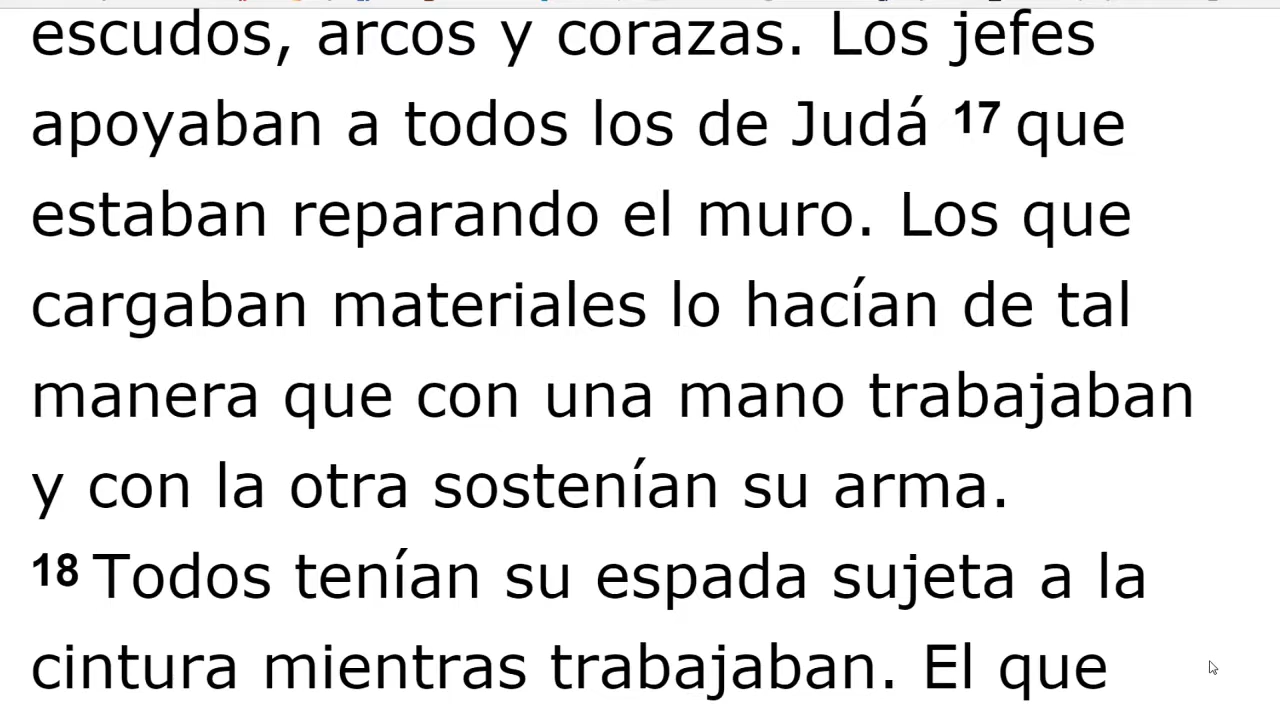 escudos, arcos y corazas. Los jefes
apoyaban a todos los de Judá 17 que
estaban reparando el muro. Los que
cargaban materiales lo hacían de tal
manera que con una mano trabajaban
y con la otra sostenían su arma.
18 Todos tenían su espada sujeta a la
cintura mientras trabajaban. El que